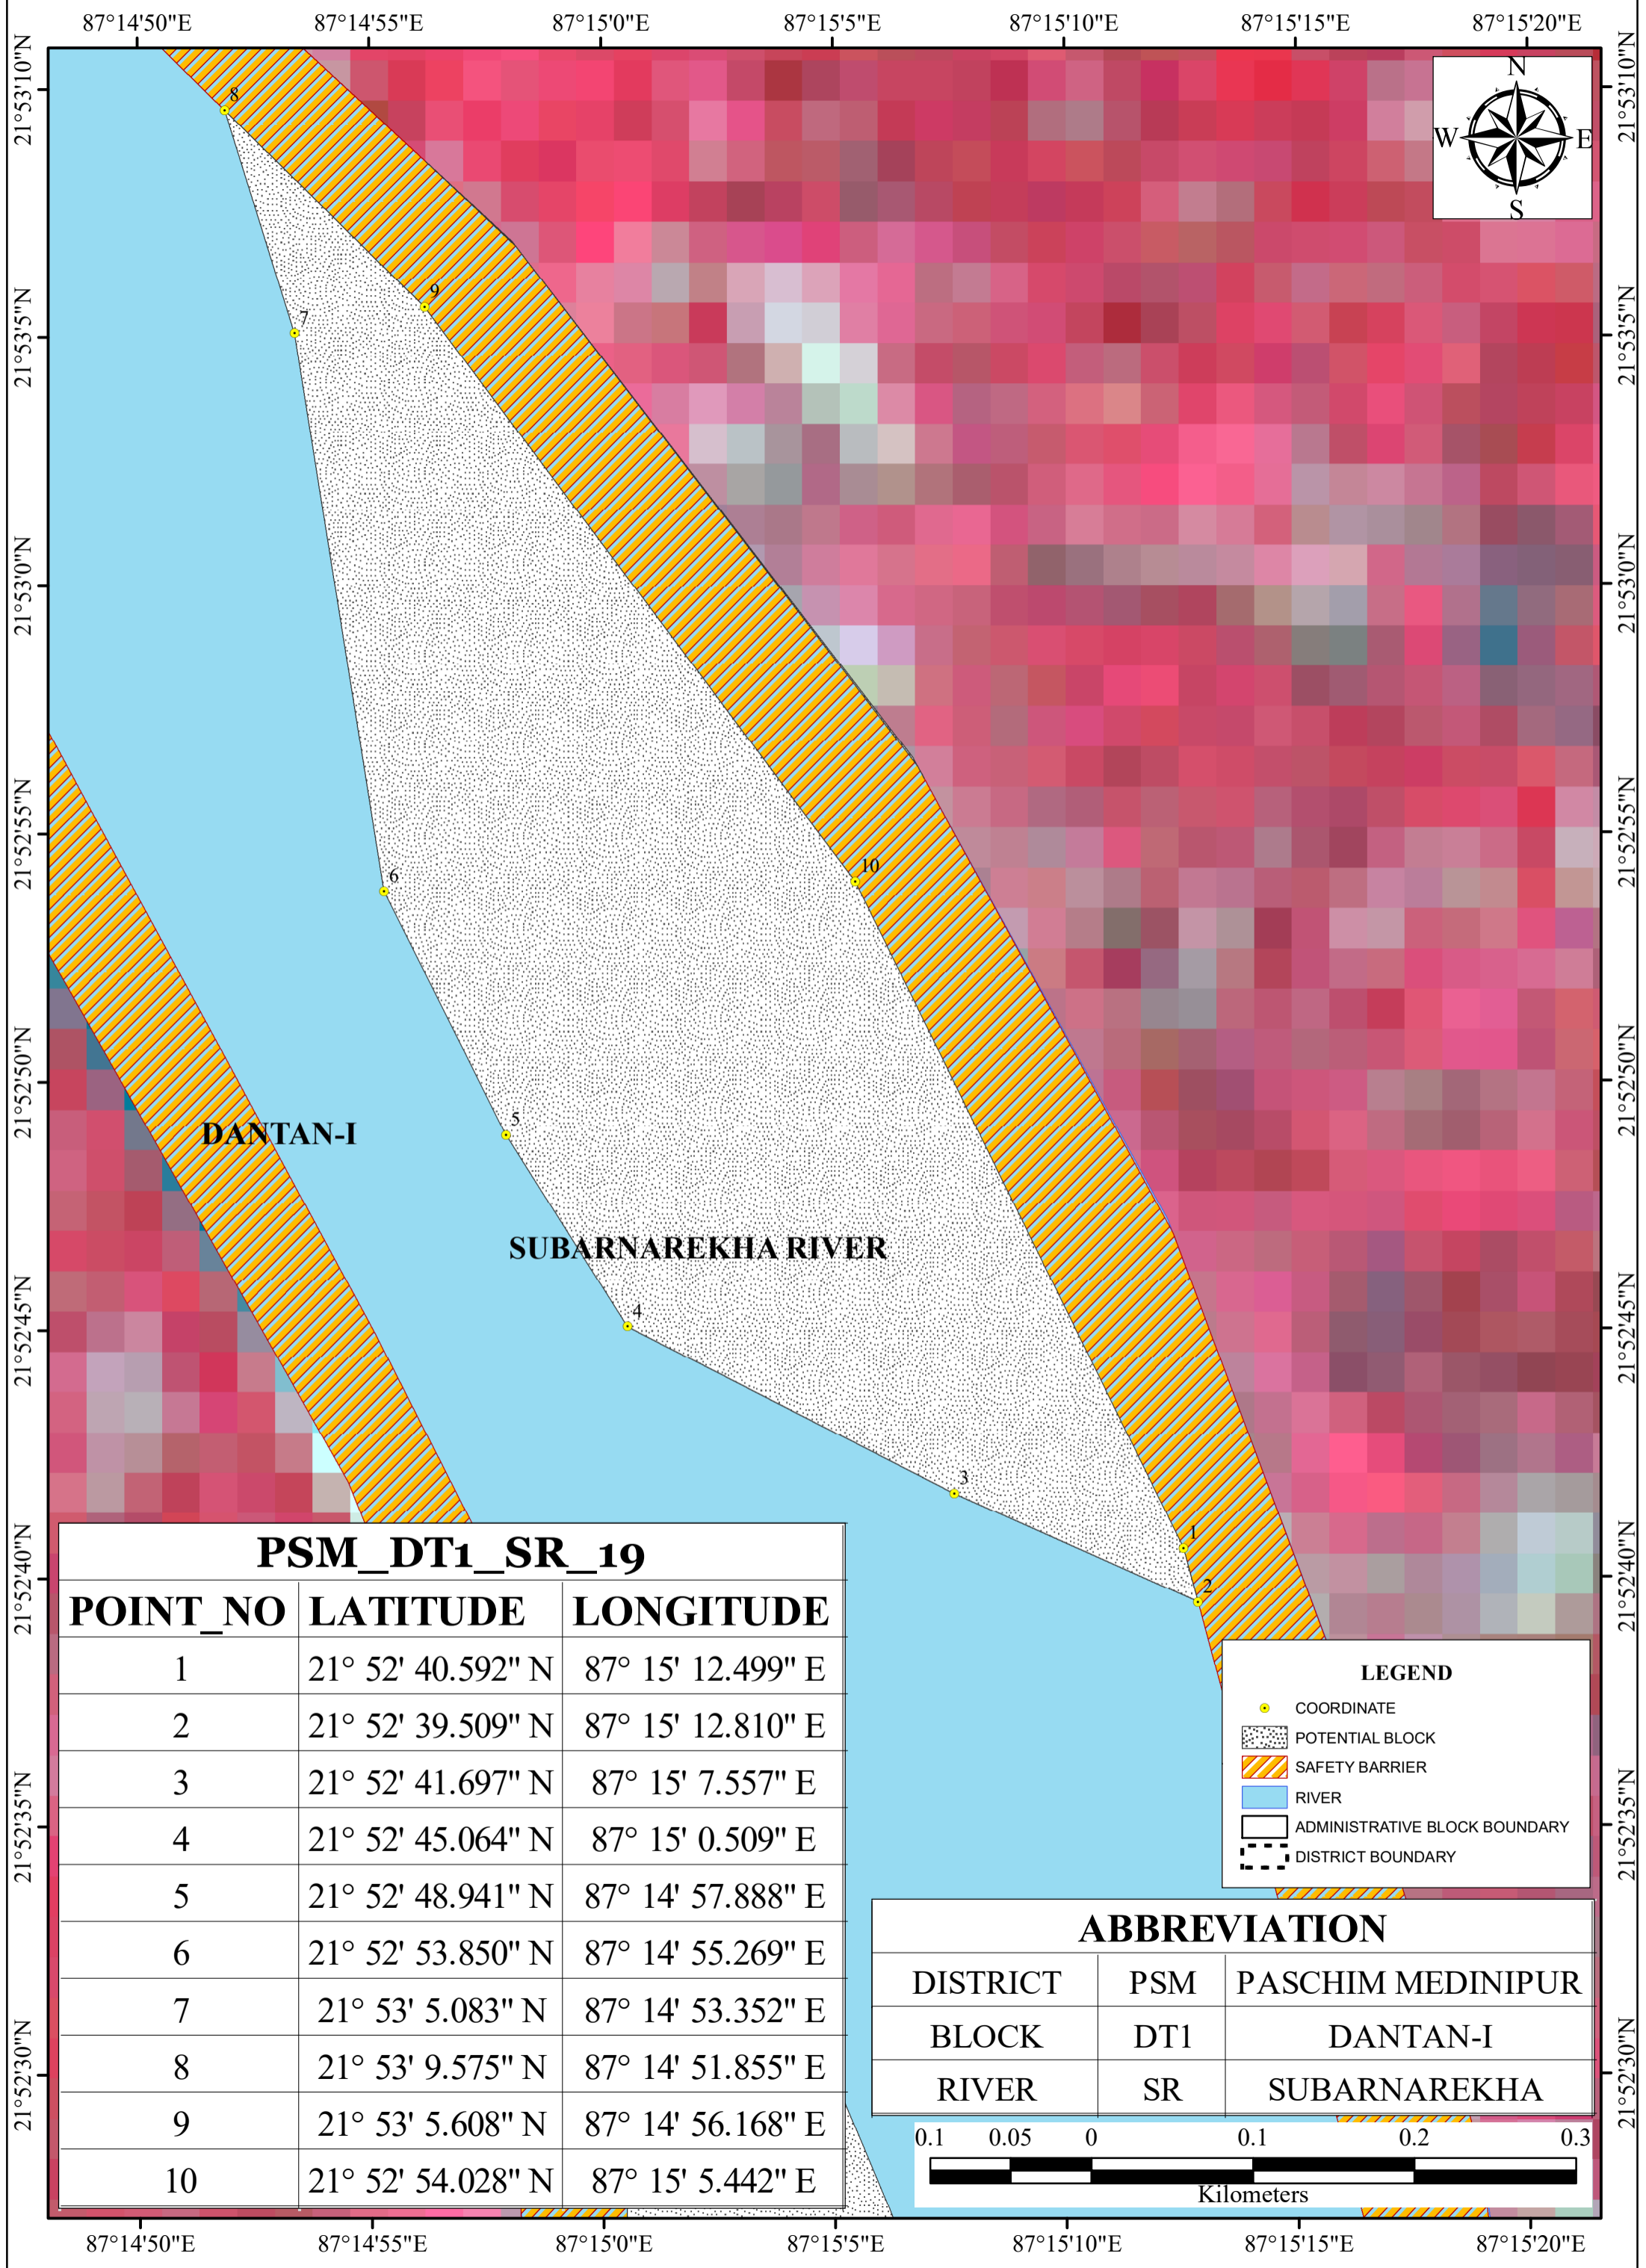 87°14'50"E 87°14'55"E 87°15'0"E 87°15'5"E 87°15'10"E 87°15'15"E 87°15'20"E
21°53'10"N 21°53'10"N
N
W E
S
8
9
7
21°53'5"N 21°53'5"N
21°53'0"N 21°53'0"N
21°52'55"N 21°52'55"N
10
6
21°52'50"N 21°52'50"N
5
DANTAN-I
SUBARNAREKHA RIVER
4
21°52'45"N 21°52'45"N
3
1
2
21°52'40"N 21°52'40"N
21°52'35"N 21°52'35"N
21°52'30"N 21°52'30"N
PSM_DT1_SR_19
POINT_NO LATITUDE LONGITUDE
1 21° 52' 40.592" N 87° 15' 12.499" E
2 21° 52' 39.509" N 87° 15' 12.810" E
3 21° 52' 41.697" N 87° 15' 7.557" E
4 21° 52' 45.064" N 87° 15' 0.509" E
5 21° 52' 48.941" N 87° 14' 57.888" E
6 21° 52' 53.850" N 87° 14' 55.269" E
7 21° 53' 5.083" N 87° 14' 53.352" E
8 21° 53' 9.575" N 87° 14' 51.855" E
9 21° 53' 5.608" N 87° 14' 56.168" E
10 21° 52' 54.028" N 87° 15' 5.442" E
LEGEND
COORDINATE
POTENTIAL BLOCK
SAFETY BARRIER
RIVER
ADMINISTRATIVE BLOCK BOUNDARY
DISTRICT BOUNDARY
ABBREVIATION
DISTRICT PSM PASCHIM MEDINIPUR
BLOCK DT1 DANTAN-I
RIVER SR SUBARNAREKHA
0.1 0.05 0 0.1 0.2 0.3
Kilometers
87°14'50"E 87°14'55"E 87°15'0"E 87°15'5"E 87°15'10"E 87°15'15"E 87°15'20"E